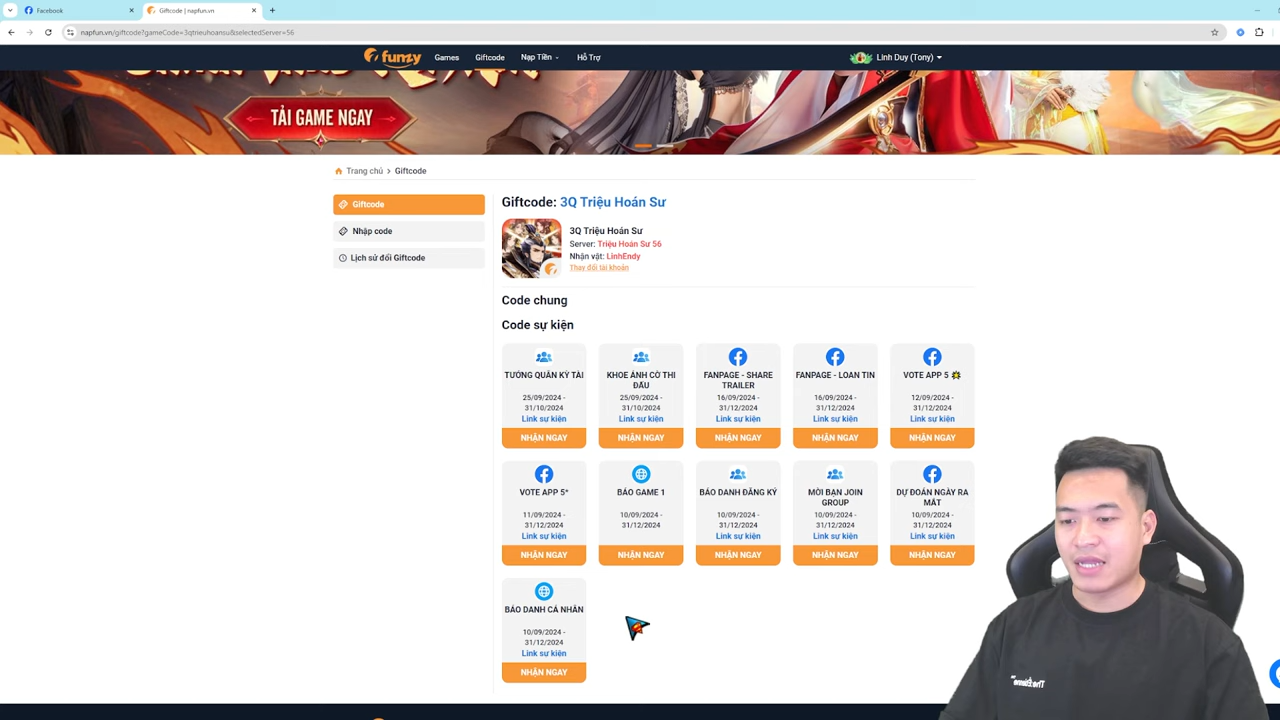 Facebook
Giftcode | napfun.vn
napfun.vn/giftcode?gameCode=3qtrieuhoansu&selectedServer=56
funzy
Games
Giftcode
Nạp Tiền
Hỗ Trợ
Linh Duy (Tony)
TẢI GAME NGAY
Trang chủ > Giftcode
Giftcode
Nhập code
Lịch sử đổi Giftcode
Giftcode: 3Q Triệu Hoán Sư
3Q Triệu Hoán Sư
Server: Triệu Hoán Sư 56
Nhận vật: LinhEndy
Thay đổi tài khoản
Code chung
Code sự kiện
TƯỚNG QUÂN KỲ TÀI
25/09/2024 -
31/10/2024
Link sự kiện
NHẬN NGAY
KHOE ẢNH CỜ THI
ĐẤU
25/09/2024 -
31/10/2024
Link sự kiện
NHẬN NGAY
FANPAGE - SHARE
TRAILER
16/09/2024 -
31/12/2024
Link sự kiện
NHẬN NGAY
FANPAGE - LOAN TIN
16/09/2024 -
31/12/2024
Link sự kiện
NHẬN NGAY
VOTE APP 5
12/09/2024 -
31/12/2024
Link sự kiện
NHẬN NGAY
VOTE APP 5*
11/09/2024 -
31/12/2024
Link sự kiện
NHẬN NGAY
BÁO GAME 1
10/09/2024 -
31/12/2024
NHẬN NGAY
BÁO DANH ĐĂNG KÝ
10/09/2024 -
31/12/2024
Link sự kiện
NHẬN NGAY
MỜI BẠN JOIN
GROUP
10/09/2024 -
31/12/2024
Link sự kiện
NHẬN NGAY
DỰ ĐOÁN NGÀY RA
MẮT
10/09/2024 -
31/12/2024
Link sự kiện
NHẬN NGAY
BÁO DANH CÁ NHÂN
10/09/2024 -
31/12/2024
Link sự kiện
NHẬN NGAY